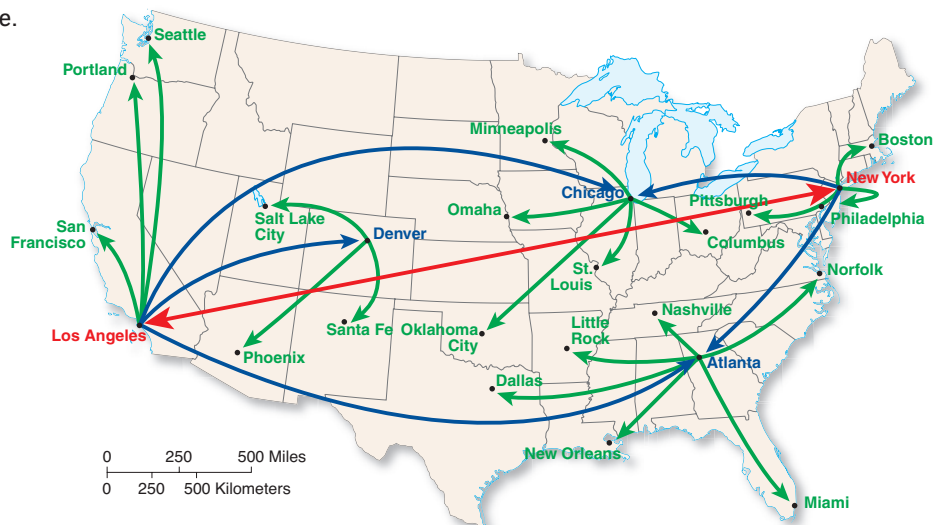 e.
Seattle
Portland
Minneapolis
Boston
New York
Chicago
Pittsburgh
Omaha
Salt Lake
City
Philadelphia
San
Francisco
Denver
Columbus
St.
Louis
Norfolk
Nashville
Los Angeles
Santa Fe
Oklahoma
City
Little
Rock
Phoenix
Atlanta
Dallas
New Orleans
0 250 500 Miles
0 250 500 Kilometers
Miami